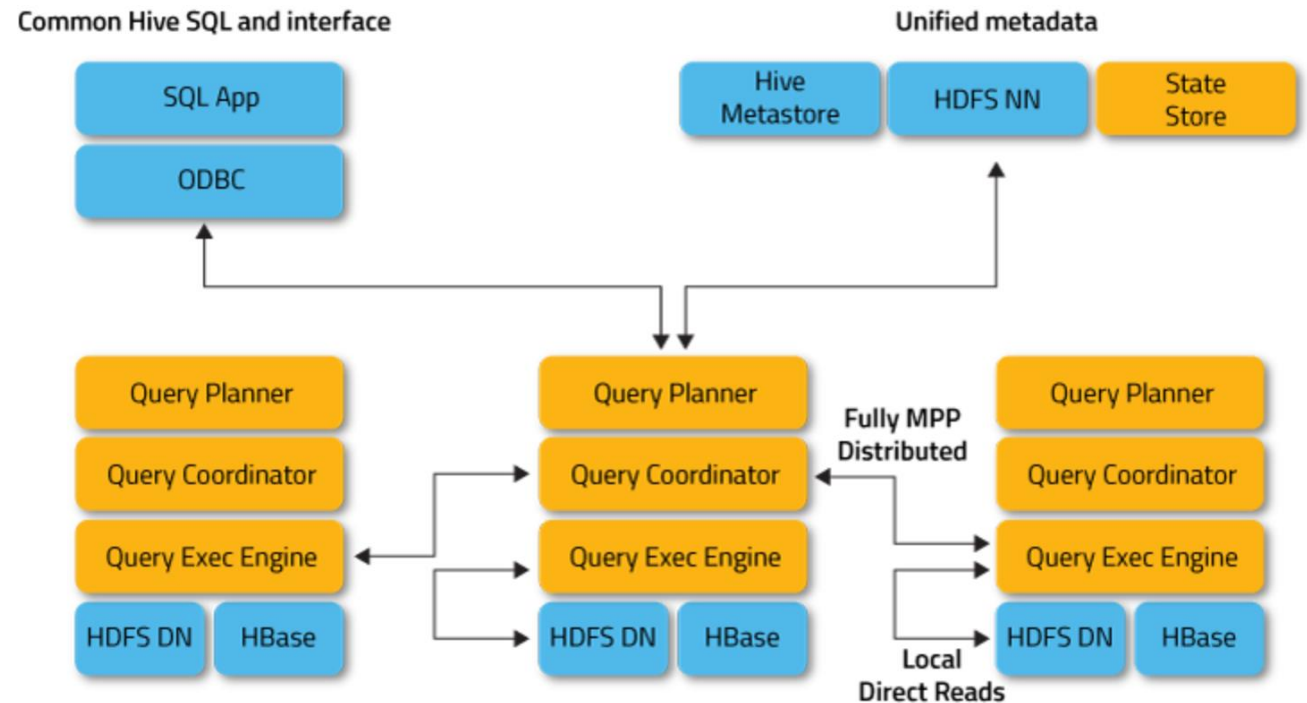 Common Hive SQL and interface
Unified metadata
SQL App
ODBC
Hive
Metastore
HDFS NN
State
Store
Query Planner
Query Coordinator
Query Exec Engine
HDFS DN
HBase
Query Planner
Query Coordinator
Query Exec Engine
HDFS DN
HBase
Fully MPP
Distributed
Query Planner
Query Coordinator
Query Exec Engine
HDFS DN
HBase
Local
Direct Reads